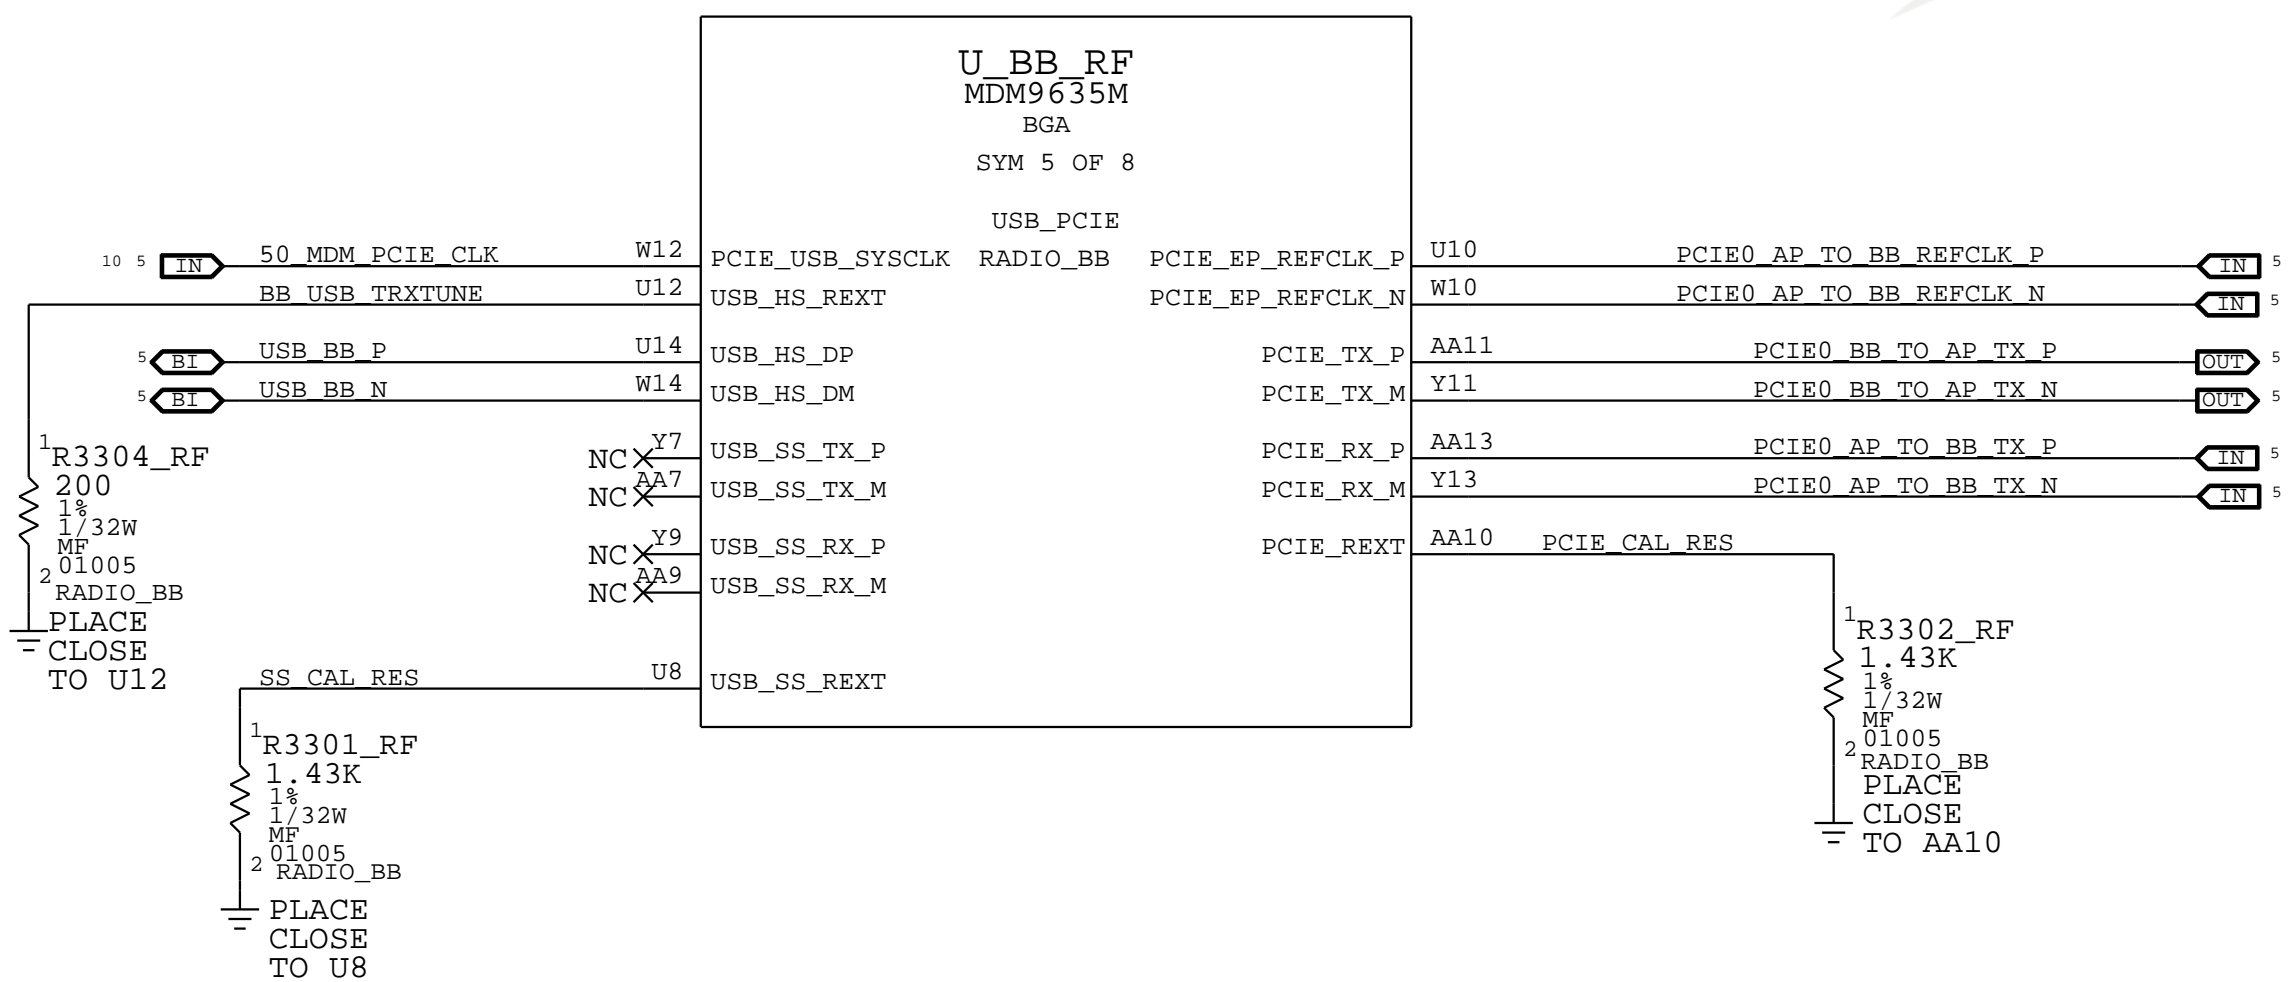 U_BB_RF
MDM9635M
BGA
SYM 5 OF 8
USB_PCIE
10 5 IN 50_MDM_PCIE_CLK W12 PCIE_USB_SYSCLK RADIO_BB PCIE_EP_REFCLK_P U10 PCIE0_AP_TO_BB_REFCLK_P IN 5
BB_USB_TRXTUNE U12 USB_HS_REXT PCIE_EP_REFCLK_N W10 PCIE0_AP_TO_BB_REFCLK_N IN 5
5 BI USB_BB_P U14 USB_HS_DP PCIE_TX_P AA11 PCIE0_BB_TO_AP_TX_P OUT 5
5 BI USB_BB_N W14 USB_HS_DM PCIE_TX_M Y11 PCIE0_BB_TO_AP_TX_N OUT 5
NC Y7 USB_SS_TX_P PCIE_RX_P AA13 PCIE0_AP_TO_BB_TX_P IN 5
NC AA7 USB_SS_TX_M PCIE_RX_M Y13 PCIE0_AP_TO_BB_TX_N IN 5
NC Y9 USB_SS_RX_P PCIE_REXT AA10 PCIE_CAL_RES
NC AA9 USB_SS_RX_M
SS_CAL_RES U8 USB_SS_REXT
1
R3304_RF
200
1%
1/32W
MF
01005
2
RADIO_BB
PLACE
CLOSE
TO U12
1
R3301_RF
1.43K
1%
1/32W
MF
01005
2
RADIO_BB
PLACE
CLOSE
TO U8
1
R3302_RF
1.43K
1%
1/32W
MF
01005
2
RADIO_BB
PLACE
CLOSE
TO AA10